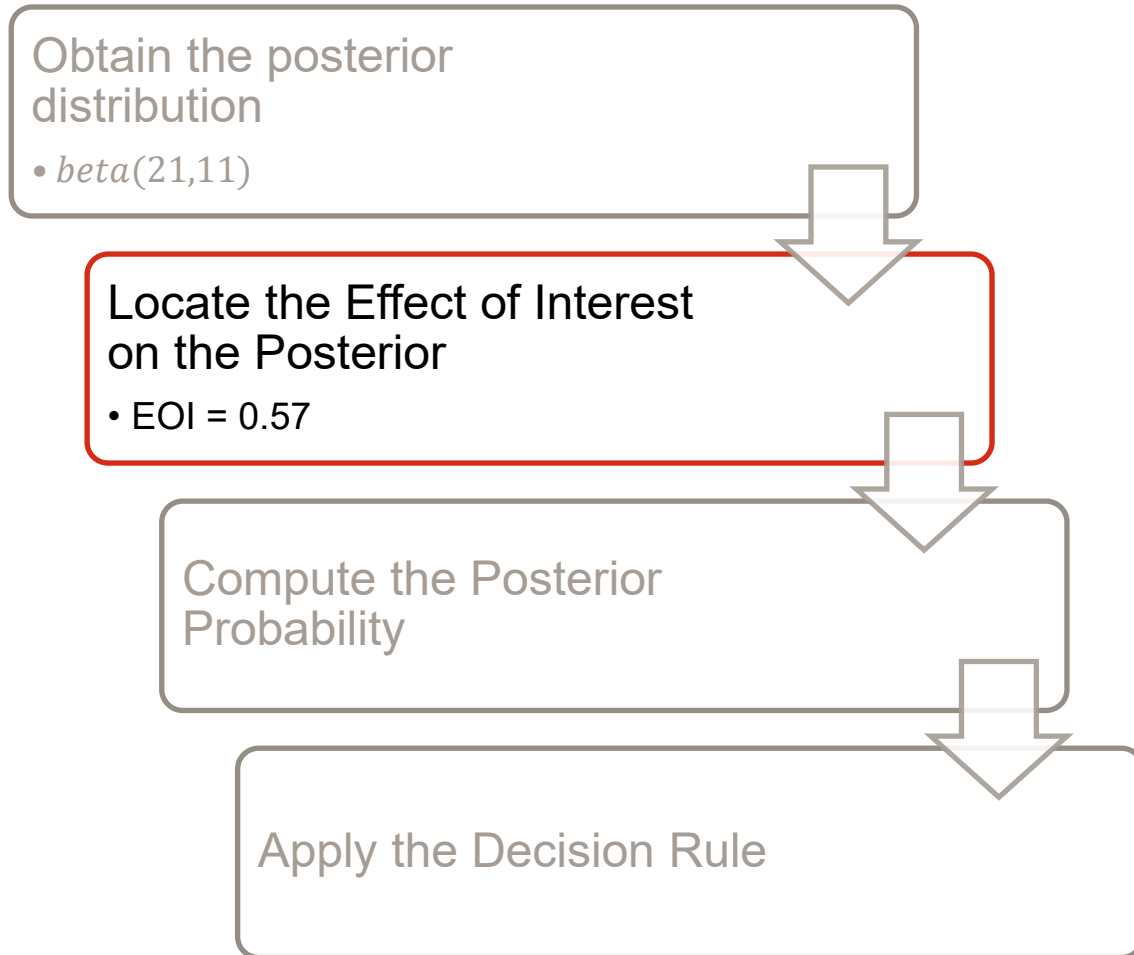 Obtain the posterior
distribution
• 𝑏𝑒𝑡𝑎(21,11)
Locate the Effect of Interest
on the Posterior
• EOI = 0.57
Compute the Posterior
Probability
Apply the Decision Rule